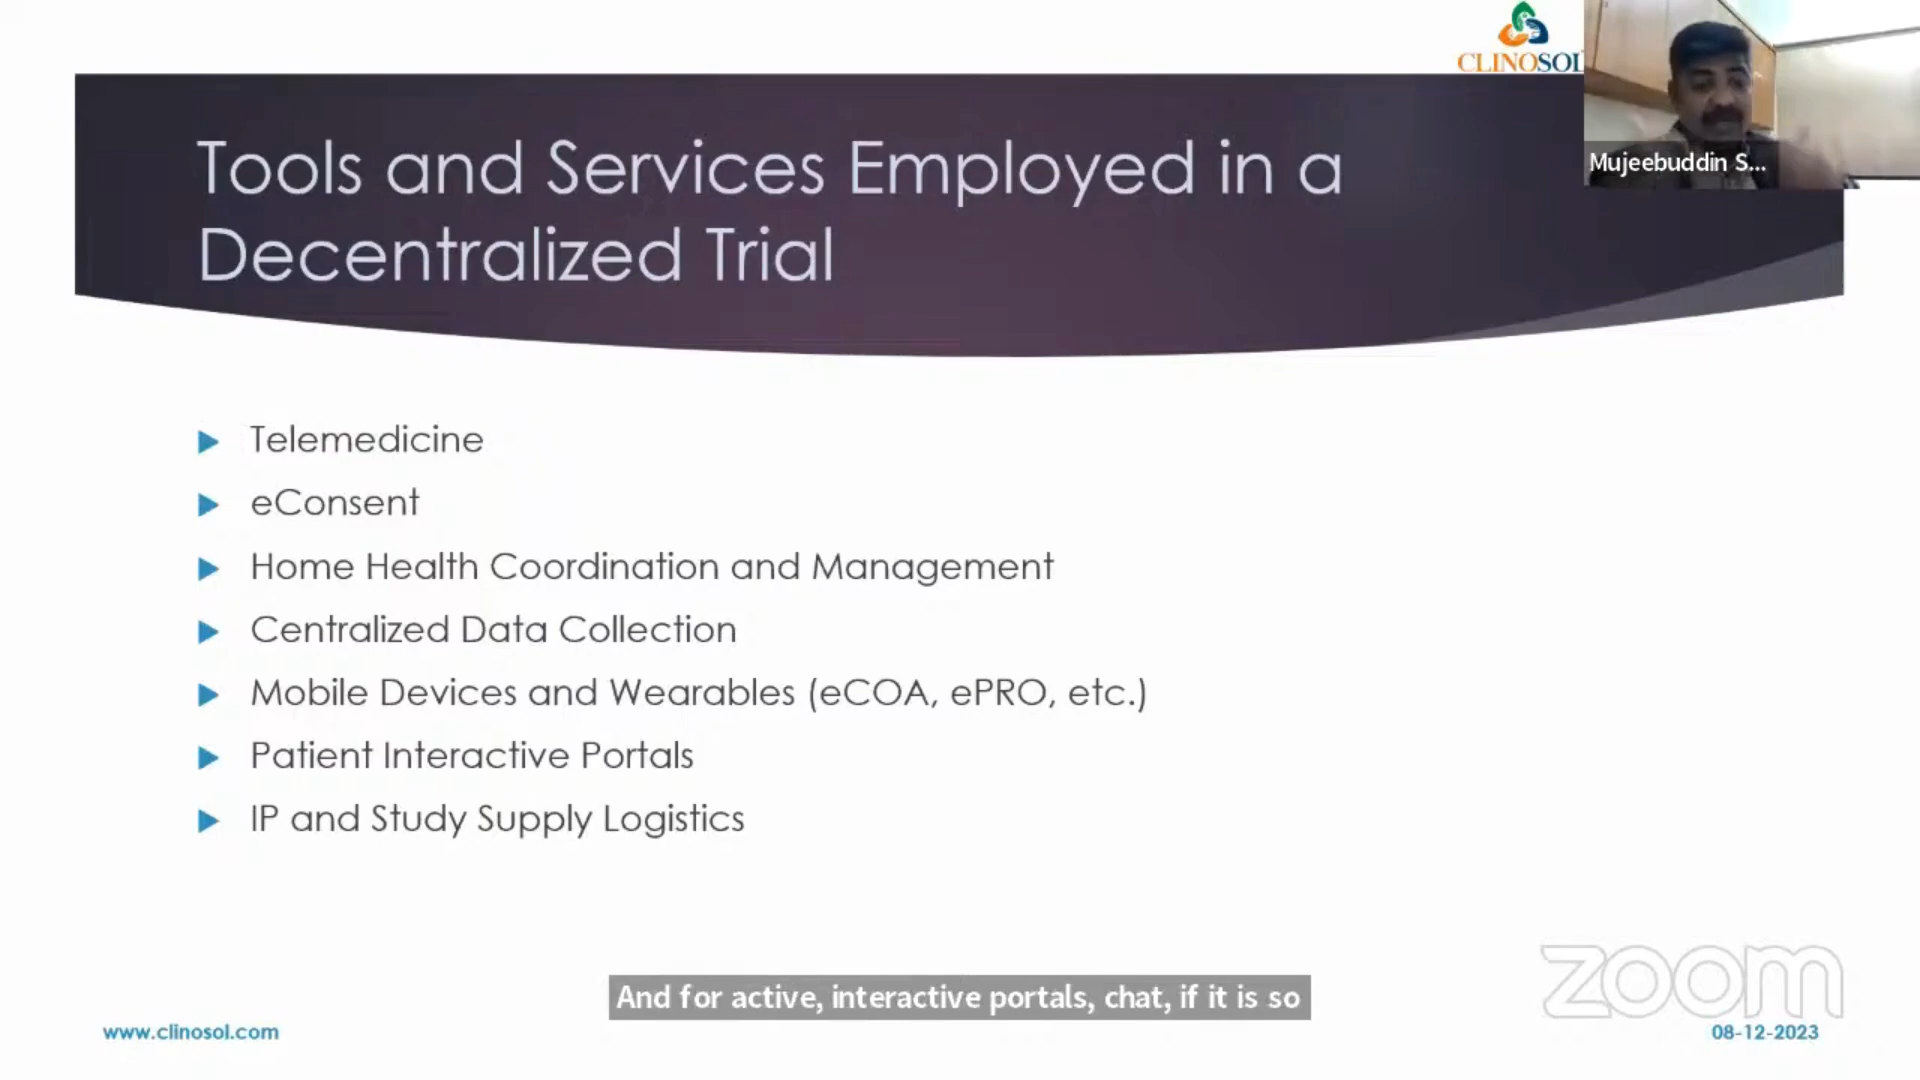 CLINOSOL
Mujeebuddin S...
Tools and Services Employed in a
Decentralized Trial
Telemedicine
eConsent
Home Health Coordination and Management
Centralized Data Collection
Mobile Devices and Wearables (eCOA, ePRO, etc.)
Patient Interactive Portals
IP and Study Supply Logistics
zoom
And for active, interactive portals, chat, if it is so
www.clinosol.com
08-12-2023